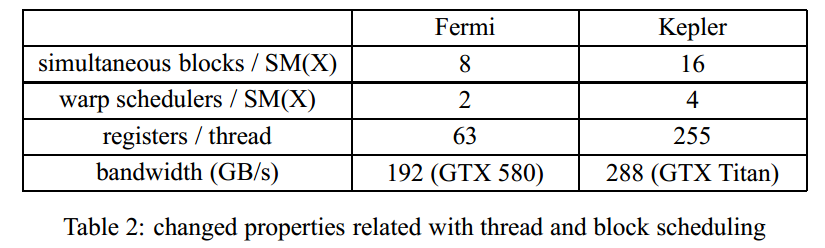 Fermi Kepler
simultaneous blocks / SM(X) 8 16
warp schedulers / SM(X) 2 4
registers / thread 63 255
bandwidth (GB/s) 192 (GTX 580) 288 (GTX Titan)
Table 2: changed properties related with thread and block scheduling